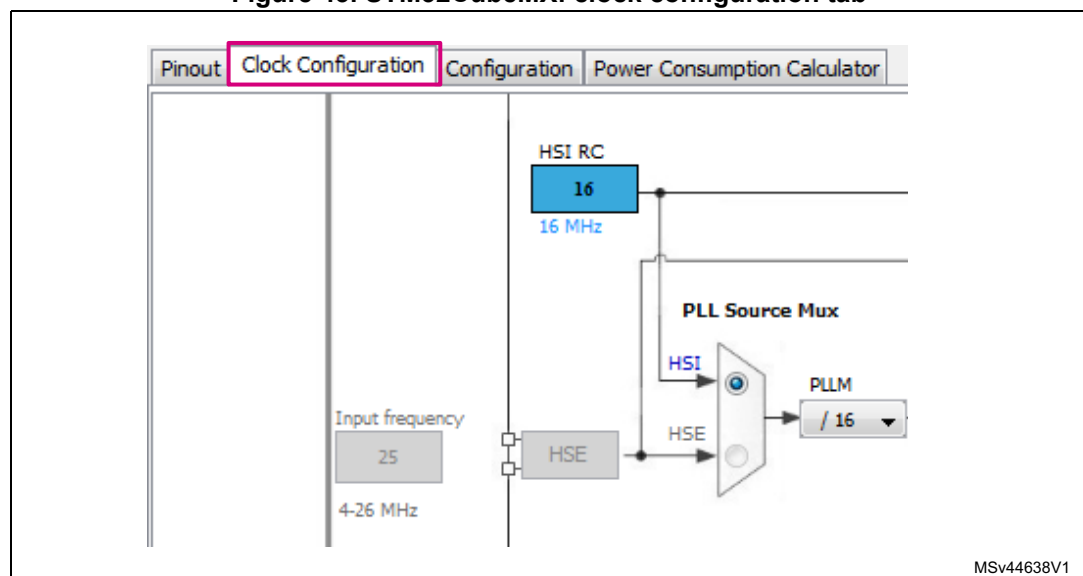 Pinout Clock Configuration Configuration Power Consumption Calculator
HSI RC
16
16 MHz
PLL Source Mux
HSI
PLLM
/ 16
Input frequency
25
HSE
HSE
4-26 MHz
MSv44638V1